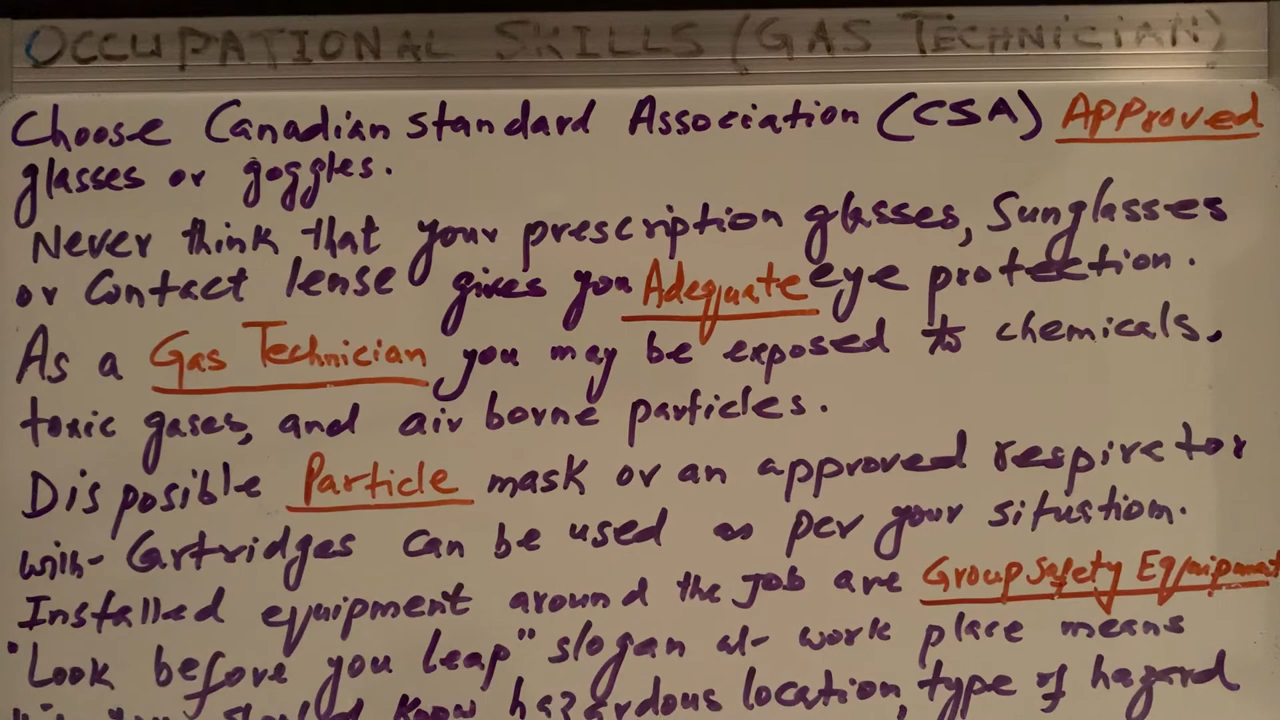 OCCUPATIONAL SKILLS (GAS TECHNICIAN)
Choose Canadian standard Association (CSA) Approved
glasses or goggles.
Never think that your prescription glasses, Sunglasses
or Contact lense gives you Adequate eye protection.
As a Gas Technician you may be exposed to chemicals,
toxic gases, and air borne particles.
Disposible Particle mask or an approved respirator
with Cartridges can be used as per your situation.
Installed equipment around the job are Group safety Equipment
"Look before you leap" slogan at work place means
know hazardous location, type of hazard